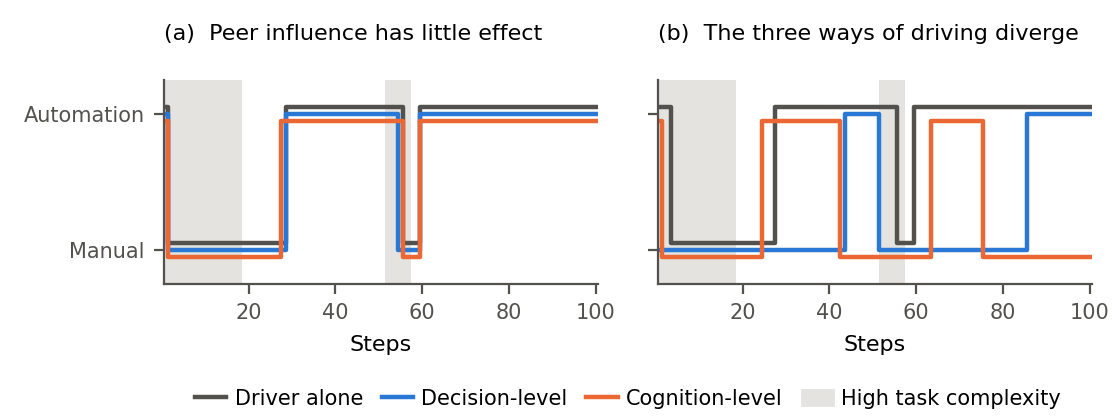 (a) Peer influence has little effect
(b) The three ways of driving diverge
Automation
Manual
20 40 60 80 100
20 40 60 80 100
Steps
Steps
Driver alone
Decision-level
Cognition-level
High task complexity